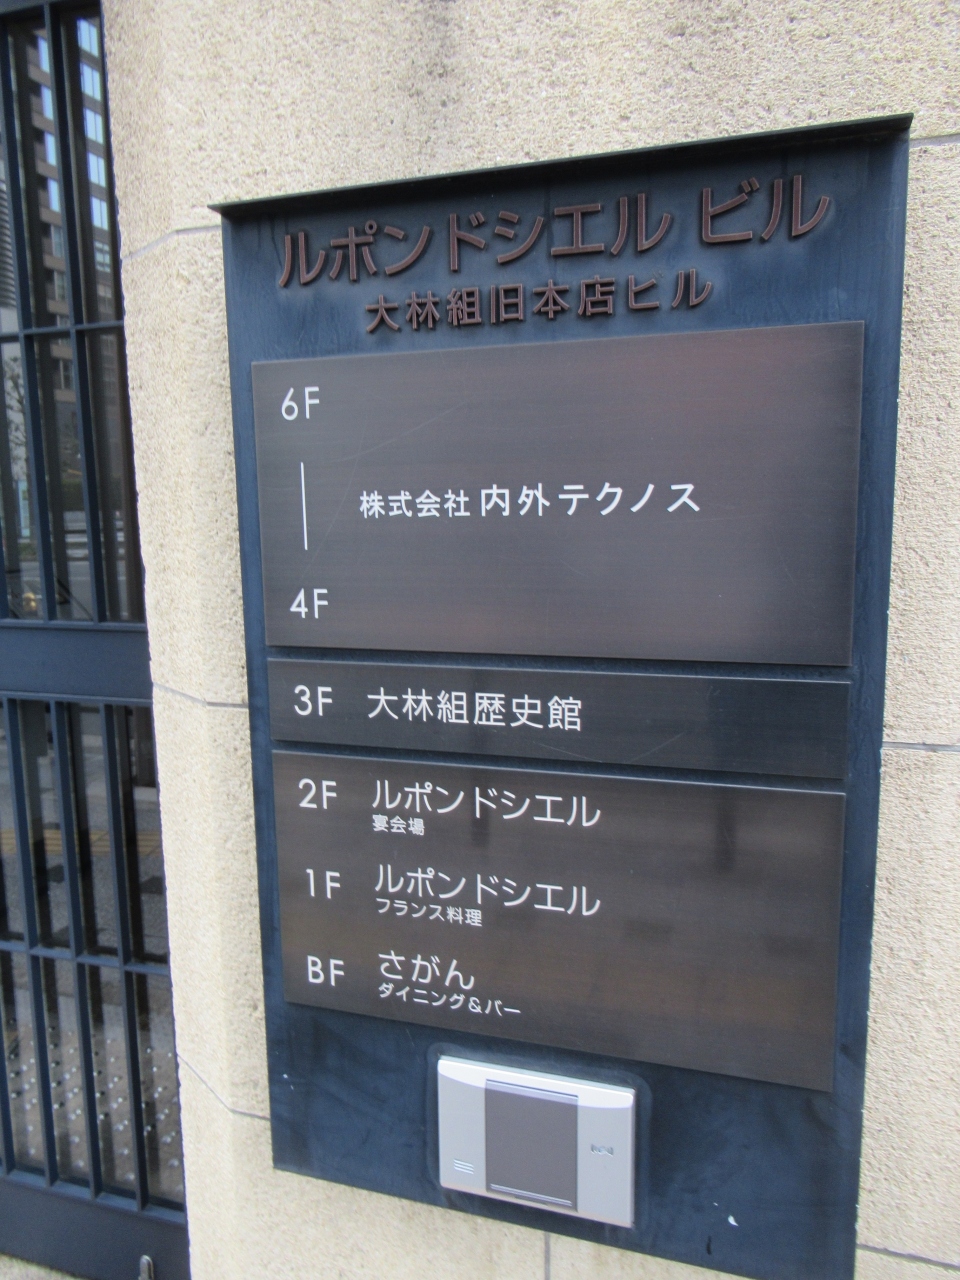 ルポンドシエル ビル
大林組旧本店ビル
6F
株式会社 内外テクノス
4F
3F 大林組歴史館
2F ルポンドシエル
宴会場
1F ルポンドシエル
フランス料理
BF さがん
ダイニング&バー